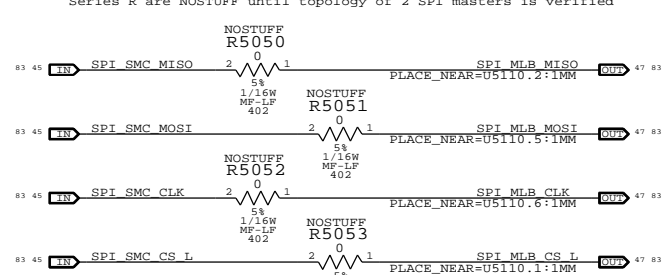 Series R are NOSTUFF until topology of 2 SPI masters is verified
NOSTUFF
R5050
83 45 IN SPI_SMC_MISO 2 0 1 SPI_MLB_MISO OUT 47 83
5%
1/16W
MF-LF
402
PLACE_NEAR=U5110.2:1MM
NOSTUFF
R5051
83 45 IN SPI_SMC_MOSI 2 0 1 SPI_MLB_MOSI OUT 47 83
5%
1/16W
MF-LF
402
PLACE_NEAR=U5110.5:1MM
NOSTUFF
R5052
83 45 IN SPI_SMC_CLK 2 0 1 SPI_MLB_CLK OUT 47 83
5%
1/16W
MF-LF
402
PLACE_NEAR=U5110.6:1MM
NOSTUFF
R5053
83 45 IN SPI_SMC_CS_L 2 0 1 SPI_MLB_CS_L OUT 47 83
5%
PLACE_NEAR=U5110.1:1MM